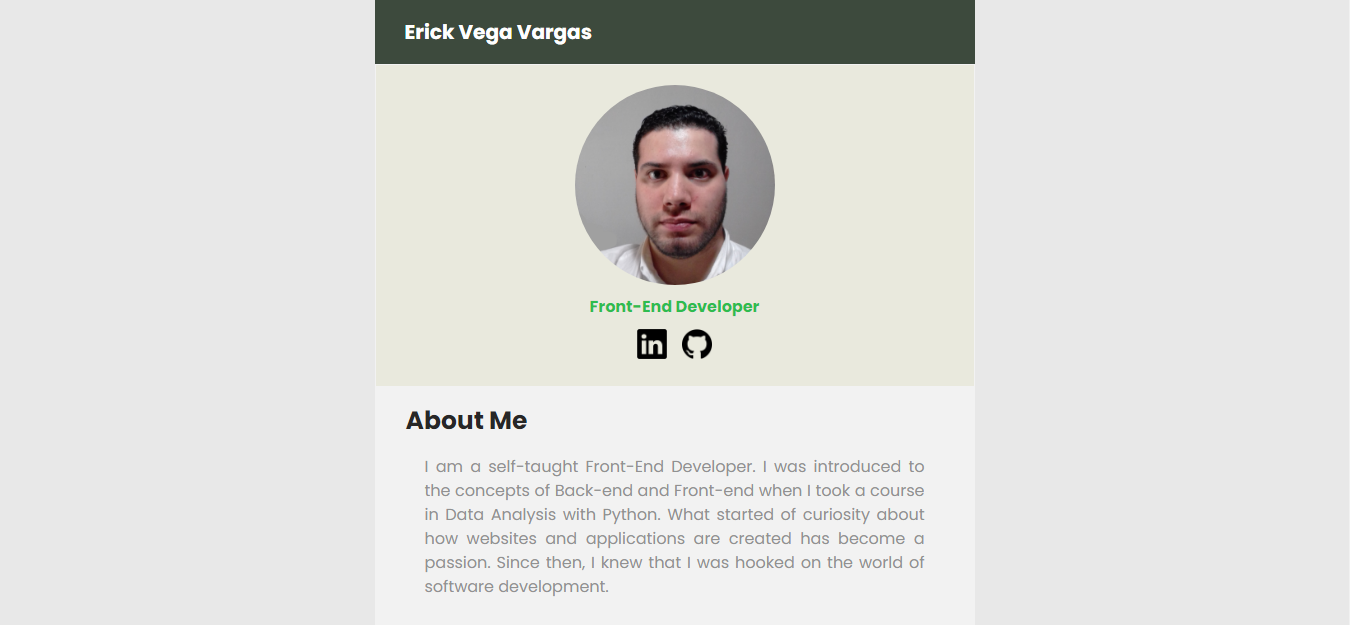 Erick Vega Vargas
Front-End Developer
in
About Me
I am a self-taught Front-End Developer. I was introduced to
the concepts of Back-end and Front-end when I took a course
in Data Analysis with Python. What started of curiosity about
how websites and applications are created has become a
passion. Since then, I knew that I was hooked on the world of
software development.